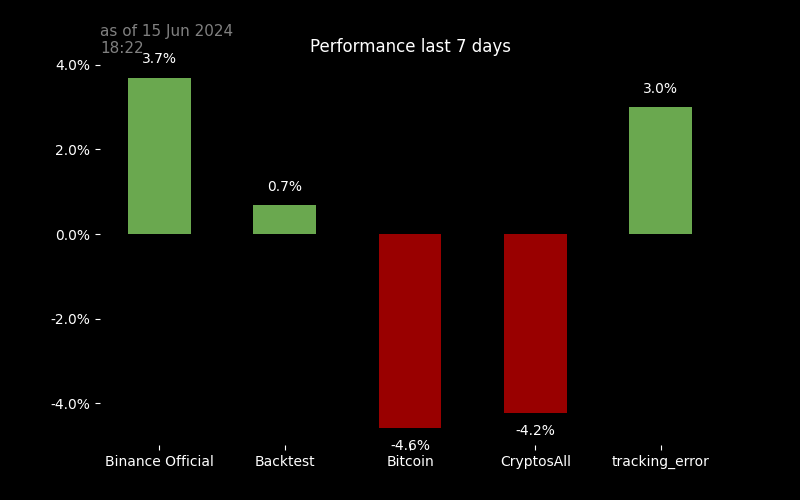 as of 15 Jun 2024
18:22
Performance last 7 days
4.0%
2.0%
0.0%
-2.0%
-4.0%
3.7%
0.7%
-4.6%
-4.2%
3.0%
Binance Official
Backtest
Bitcoin
CryptosAll
tracking_error